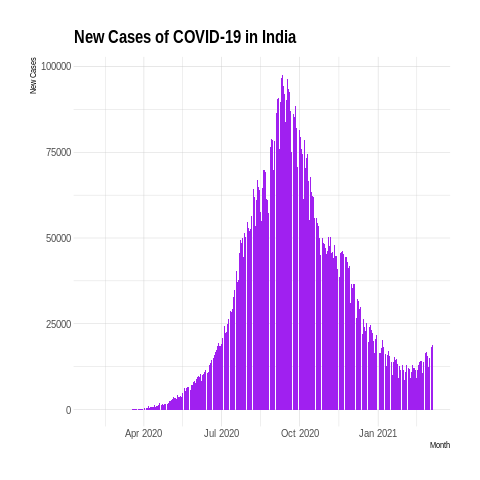 New Cases of COVID-19 in India
New Cases
100000
75000
50000
25000
0
Apr 2020 Jul 2020 Oct 2020 Jan 2021
Month